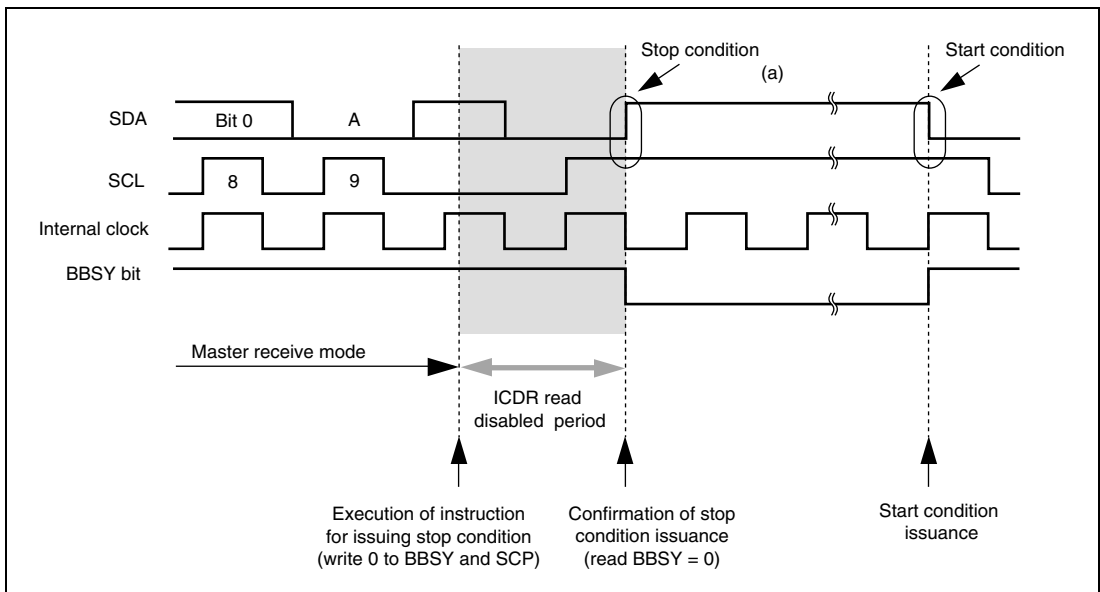 Stop condition
Start condition
(a)
SDA
Bit 0
A
SCL
8
9
Internal clock
BBSY bit
Master receive mode
ICDR read
disabled period
Execution of instruction
for issuing stop condition
(write 0 to BBSY and SCP)
Confirmation of stop
condition issuance
(read BBSY = 0)
Start condition
issuance